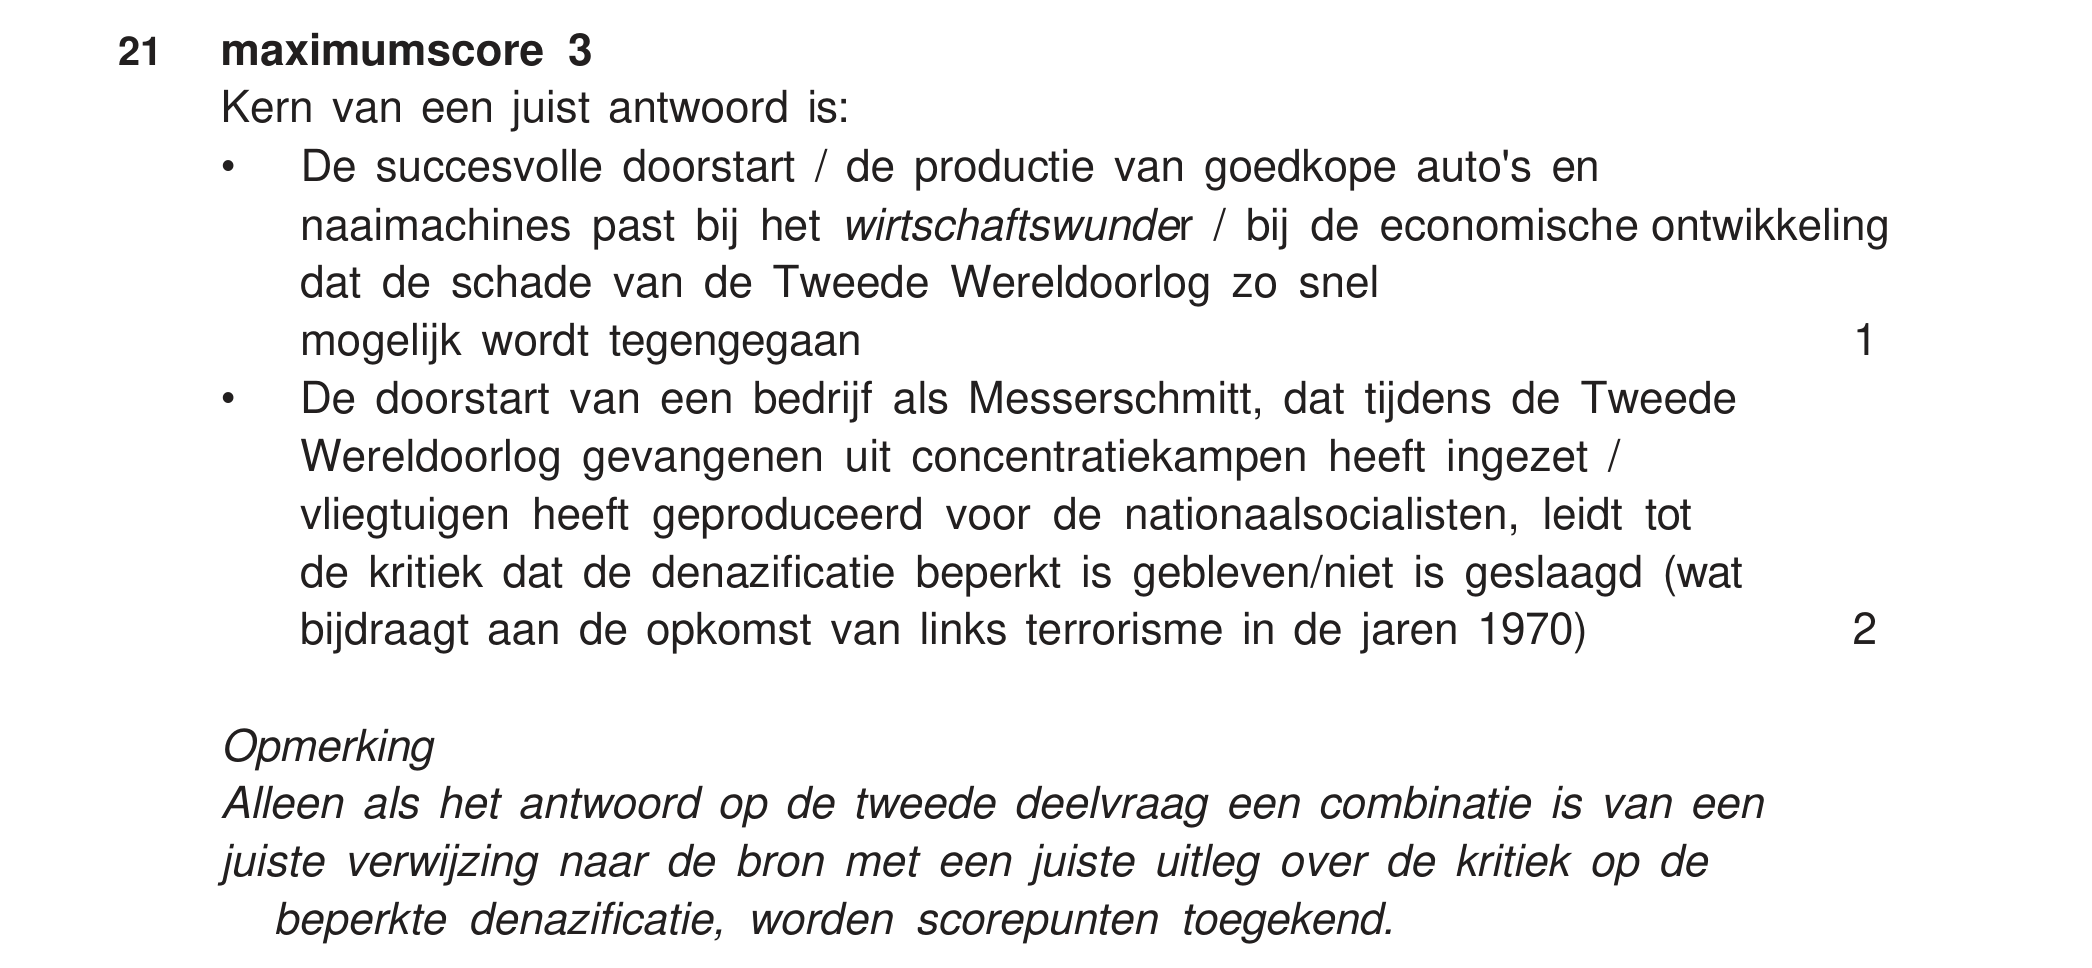 21 maximumscore 3
Kern van een juist antwoord is:
• De succesvolle doorstart / de productie van goedkope auto's en
naaimachines past bij het wirtschaftswunder / bij de economische ontwikkeling
dat de schade van de Tweede Wereldoorlog zo snel
mogelijk wordt tegengegaan 1
• De doorstart van een bedrijf als Messerschmitt, dat tijdens de Tweede
Wereldoorlog gevangenen uit concentratiekampen heeft ingezet /
vliegtuigen heeft geproduceerd voor de nationaalsocialisten, leidt tot
de kritiek dat de denazificatie beperkt is gebleven/niet is geslaagd (wat
bijdraagt aan de opkomst van links terrorisme in de jaren 1970) 2
Opmerking
Alleen als het antwoord op de tweede deelvraag een combinatie is van een
juiste verwijzing naar de bron met een juiste uitleg over de kritiek op de
beperkte denazificatie, worden scorepunten toegekend.